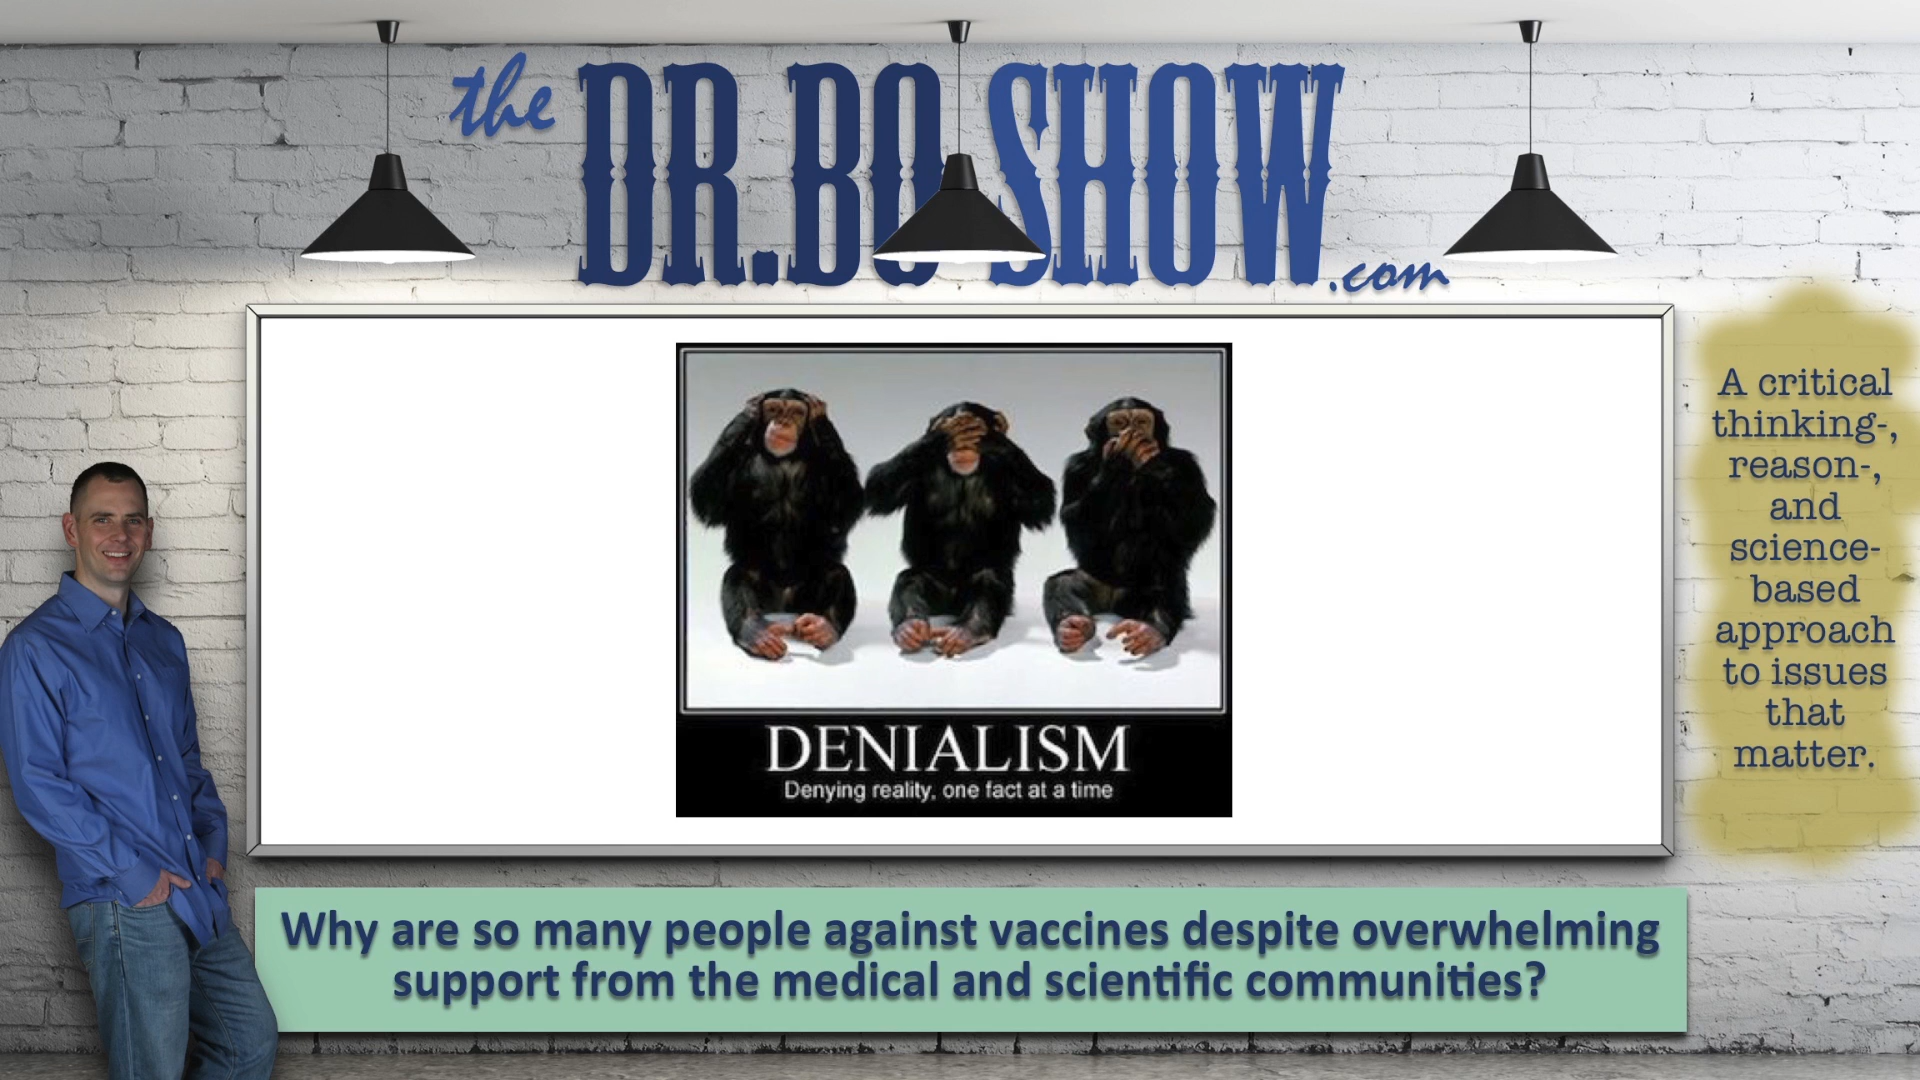 the DR. BO SHOW .com
DENIALISM
Denying reality, one fact at a time
A critical
thinking-,
reason-,
and
science-
based
approach
to issues
that
matter.
Why are so many people against vaccines despite overwhelming
support from the medical and scientific communities?